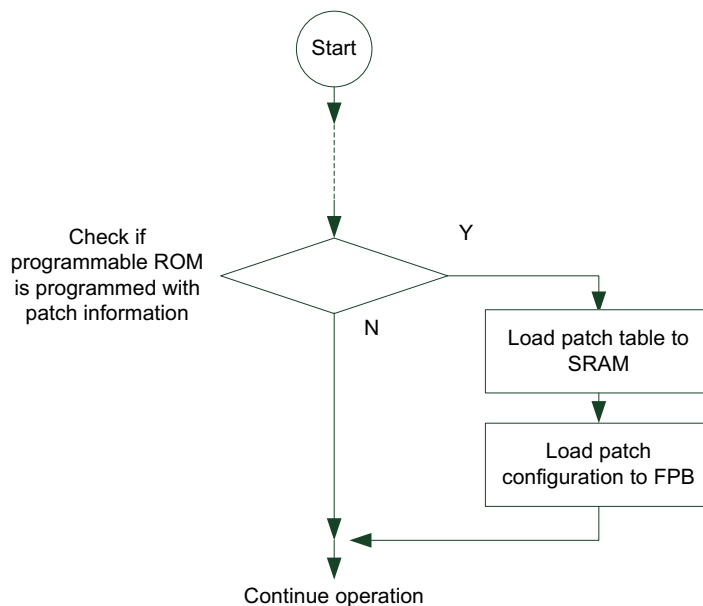 Start
Check if
programmable ROM
is programmed with
patch information
Y
N
Load patch table to
SRAM
Load patch
configuration to FPB
Continue operation